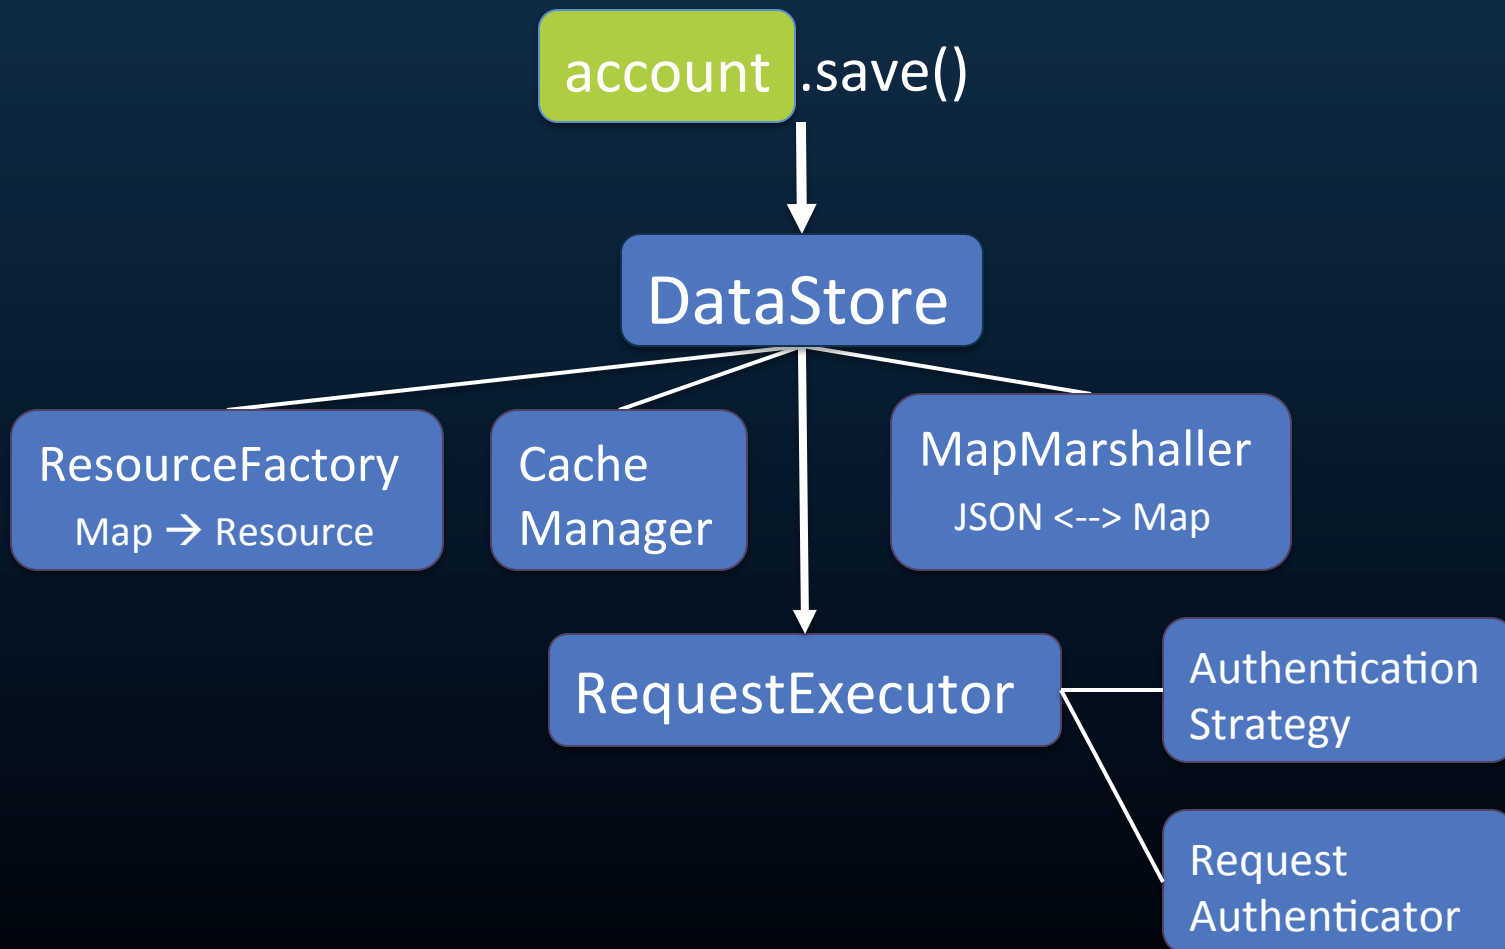 account .save()
DataStore
ResourceFactory
Map → Resource
Cache
Manager
MapMarshaller
JSON <--> Map
RequestExecutor
Authentication
Strategy
Request
Authenticator